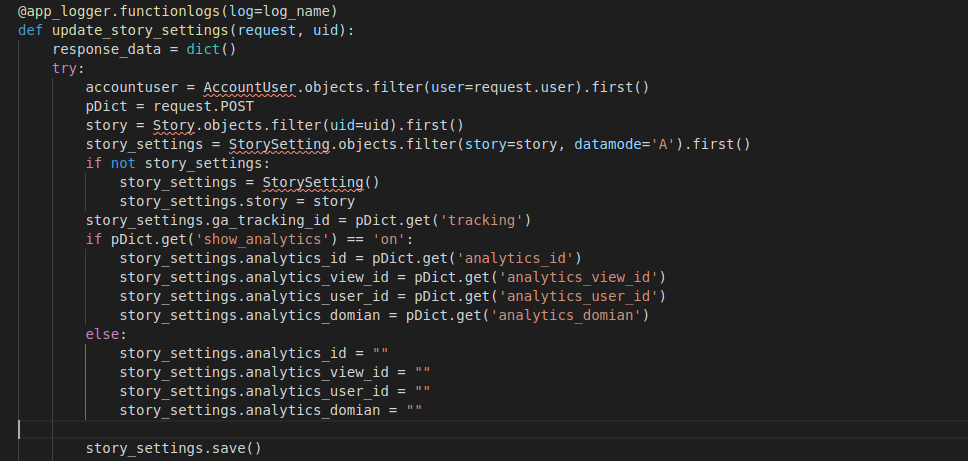 @app_logger.functionlogs(log=log_name)
def update_story_settings(request, uid):
    response_data = dict()
    try:
        accountuser = AccountUser.objects.filter(user=request.user).first()
        pDict = request.POST
        story = Story.objects.filter(uid=uid).first()
        story_settings = StorySetting.objects.filter(story=story, datamode='A').first()
        if not story_settings:
            story_settings = StorySetting()
            story_settings.story = story
        story_settings.ga_tracking_id = pDict.get('tracking')
        if pDict.get('show_analytics') == 'on':
            story_settings.analytics_id = pDict.get('analytics_id')
            story_settings.analytics_view_id = pDict.get('analytics_view_id')
            story_settings.analytics_user_id = pDict.get('analytics_user_id')
            story_settings.analytics_domian = pDict.get('analytics_domian')
        else:
            story_settings.analytics_id = ""
            story_settings.analytics_view_id = ""
            story_settings.analytics_user_id = ""
            story_settings.analytics_domian = ""
        story_settings.save()